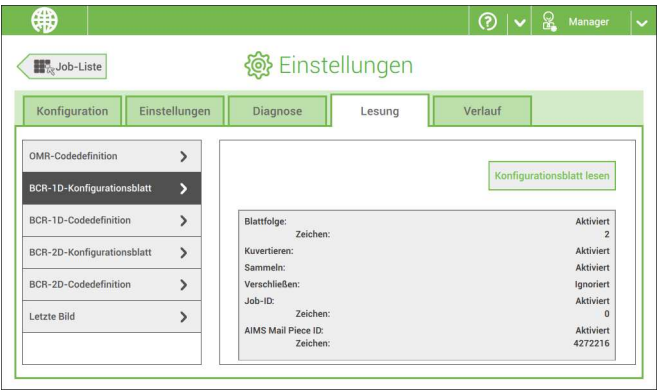 ? Manager
Job-Liste Einstellungen
Konfiguration Einstellungen Diagnose Lesung Verlauf
OMR-Codedefinition
BCR-1D-Konfigurationsblatt
BCR-1D-Codedefinition
BCR-2D-Konfigurationsblatt
BCR-2D-Codedefinition
Letzte Bild
Konfigurationsblatt lesen
Blattfolge: Aktiviert
Zeichen: 2
Kuvertieren: Aktiviert
Sammeln: Aktiviert
Verschließen: Ignoriert
Job-ID: Aktiviert
Zeichen: 0
AIMS Mail Piece ID: Aktiviert
Zeichen: 4272216